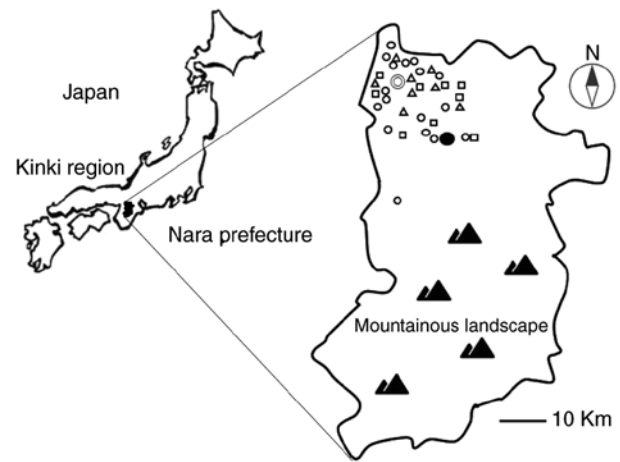 Japan
Kinki region
Nara prefecture
N
Mountainous landscape
10 Km